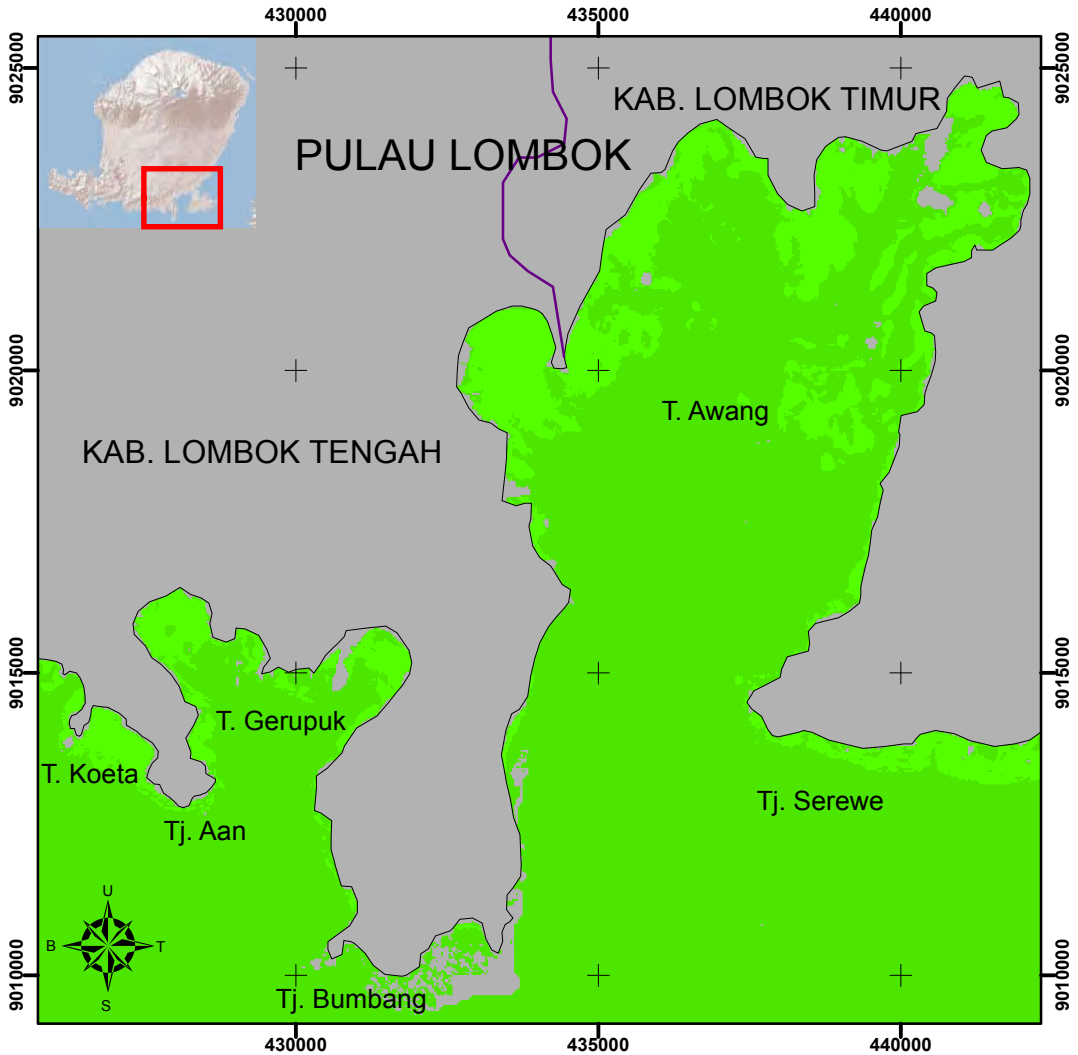 430000 435000 440000
9025000 9025000
KAB. LOMBOK TIMUR
PULAU LOMBOK
9020000 9020000
T. Awang
KAB. LOMBOK TENGAH
9015000 9015000
T. Gerupuk
T. Koeta
Tj. Serewe
Tj. Aan
U
B T
S
9010000 9010000
Tj. Bumbang
430000 435000 440000